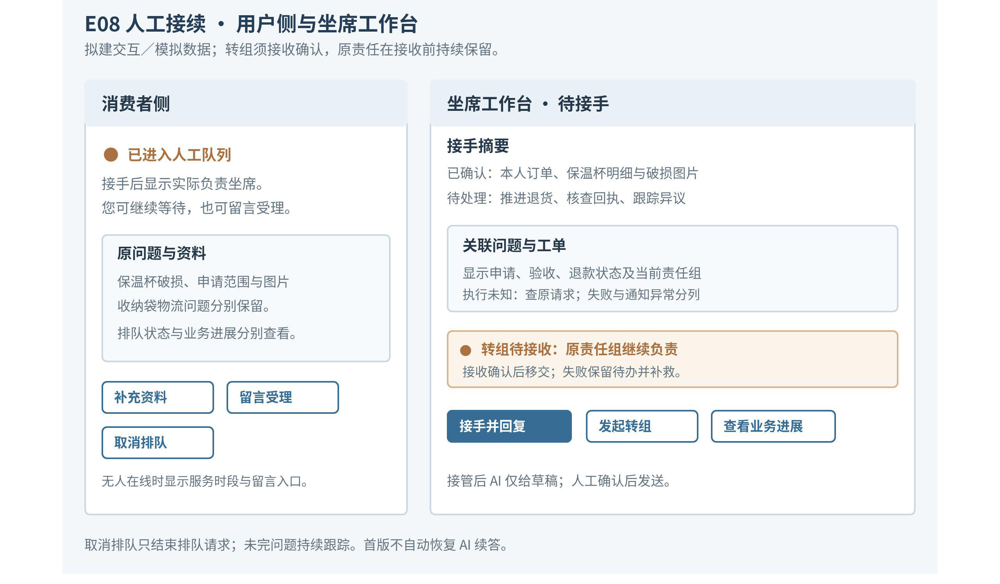 E08 人工接续 · 用户侧与坐席工作台
拟建交互／模拟数据；转组须接收确认，原责任在接收前持续保留。
消费者侧
已进入人工队列
接手后显示实际负责坐席。
您可继续等待，也可留言受理。
原问题与资料
保温杯破损、申请范围与图片
收纳袋物流问题分别保留。
排队状态与业务进展分别查看。
补充资料
留言受理
取消排队
无人在线时显示服务时段与留言入口。
坐席工作台 · 待接手
接手摘要
已确认：本人订单、保温杯明细与破损图片
待处理：推进退货、核查回执、跟踪异议
关联问题与工单
显示申请、验收、退款状态及当前责任组
执行未知：查原请求；失败与通知异常分列
转组待接收：原责任组继续负责
接收确认后移交；失败保留待办并补救。
接手并回复
发起转组
查看业务进展
接管后 AI 仅给草稿；人工确认后发送。
取消排队只结束排队请求；未完问题持续跟踪。首版不自动恢复 AI 续答。